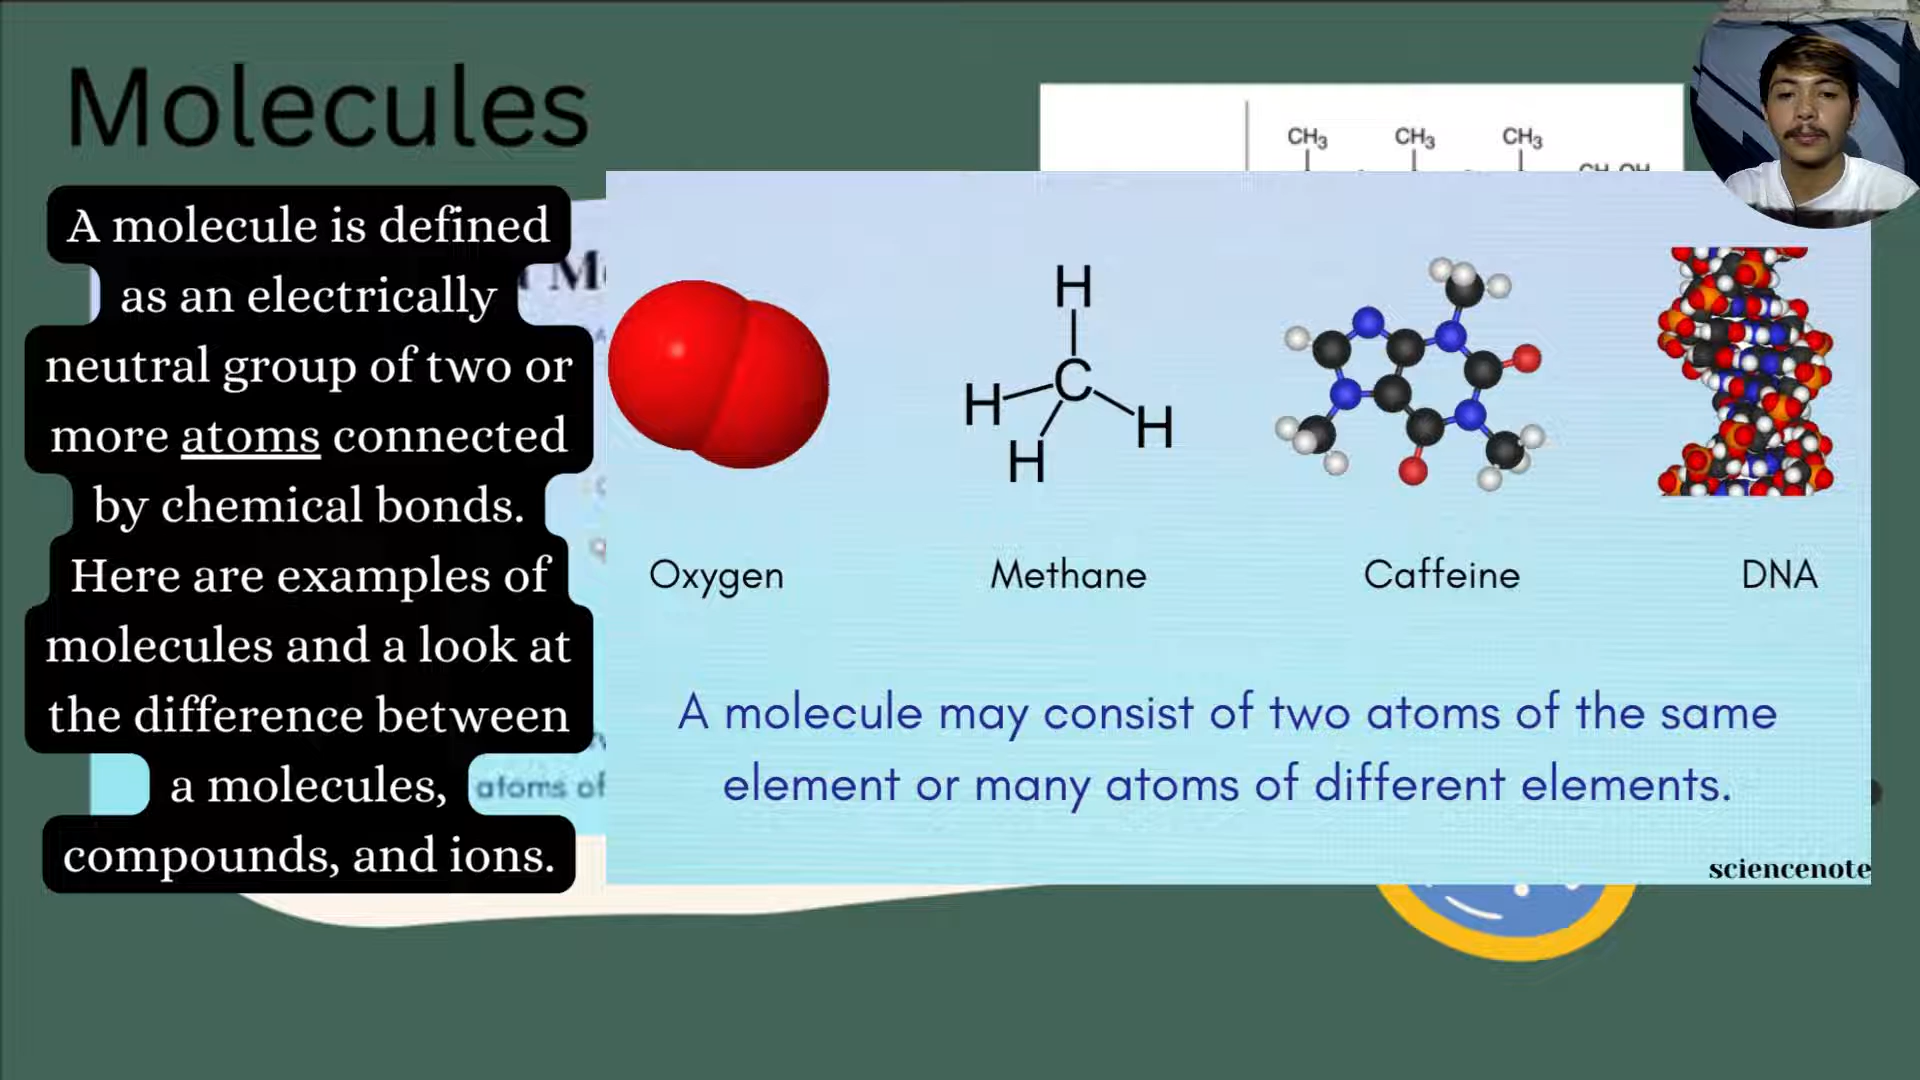 Molecules
A molecule is defined
as an electrically
neutral group of two or
more atoms connected
by chemical bonds.
Here are examples of
molecules and a look at
the difference between
a molecules,
compounds, and ions.
atoms of
CH₃ CH₃ CH₃
H
H C H
H
Oxygen Methane Caffeine DNA
A molecule may consist of two atoms of the same
element or many atoms of different elements.
sciencenote